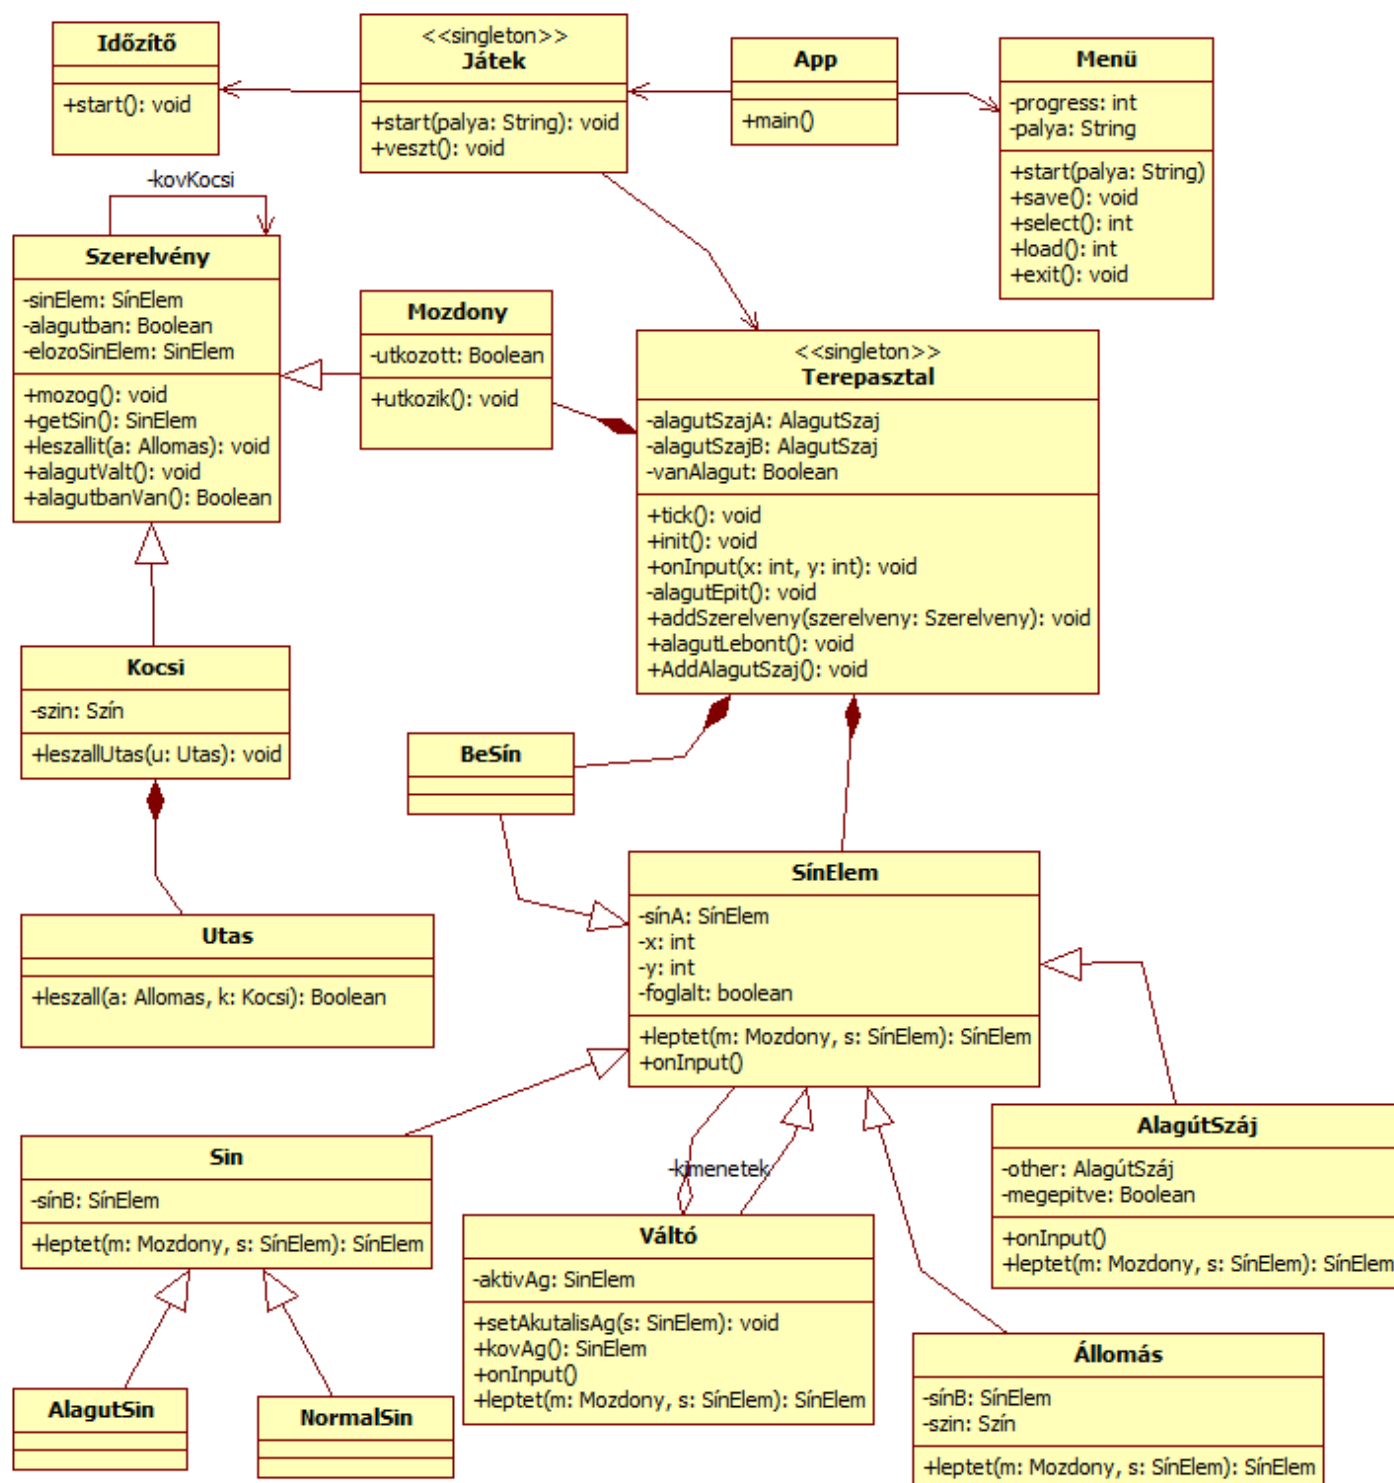 Időzítő
+start(): void
<<singleton>>
Játek
+start(palya: String): void
+veszt(): void
App
+main()
Menü
-progress: int
-palya: String
+start(palya: String)
+save(): void
+select(): int
+load(): int
+exit(): void
-kovKocsi
Szerelvény
-sinElem: SínElem
-alagutban: Boolean
-elozoSinElem: SinElem
+mozog(): void
+getSin(): SinElem
+leszallit(a: Allomas): void
+alagutValt(): void
+alagutbanVan(): Boolean
Mozdony
-utkozott: Boolean
+utkozik(): void
<<singleton>>
Terepasztal
-alagutSzajA: AlagutSzaj
-alagutSzajB: AlagutSzaj
-vanAlagut: Boolean
+tick(): void
+init(): void
+onInput(x: int, y: int): void
-alagutEpit(): void
+addSzerelveny(szerelveny: Szerelveny): void
+alagutLebont(): void
+AddAlagutSzaj(): void
Kocsi
-szin: Szín
+leszallUtas(u: Utas): void
BeSín
Utas
+leszall(a: Allomas, k: Kocsi): Boolean
SínElem
-sínA: SínElem
-x: int
-y: int
-foglalt: boolean
+leptet(m: Mozdony, s: SínElem): SínElem
+onInput()
Sin
-sínB: SínElem
+leptet(m: Mozdony, s: SínElem): SínElem
-kimenetek
Váltó
-aktivAg: SinElem
+setAkutalisAg(s: SinElem): void
+kovAg(): SinElem
+onInput()
+leptet(m: Mozdony, s: SínElem): SínElem
AlagútSzáj
-other: AlagútSzáj
-megepitve: Boolean
+onInput()
+leptet(m: Mozdony, s: SínElem): SínElem
AlagutSin
NormalSin
Állomás
-sínB: SínElem
-szin: Szín
+leptet(m: Mozdony, s: SínElem): SínElem